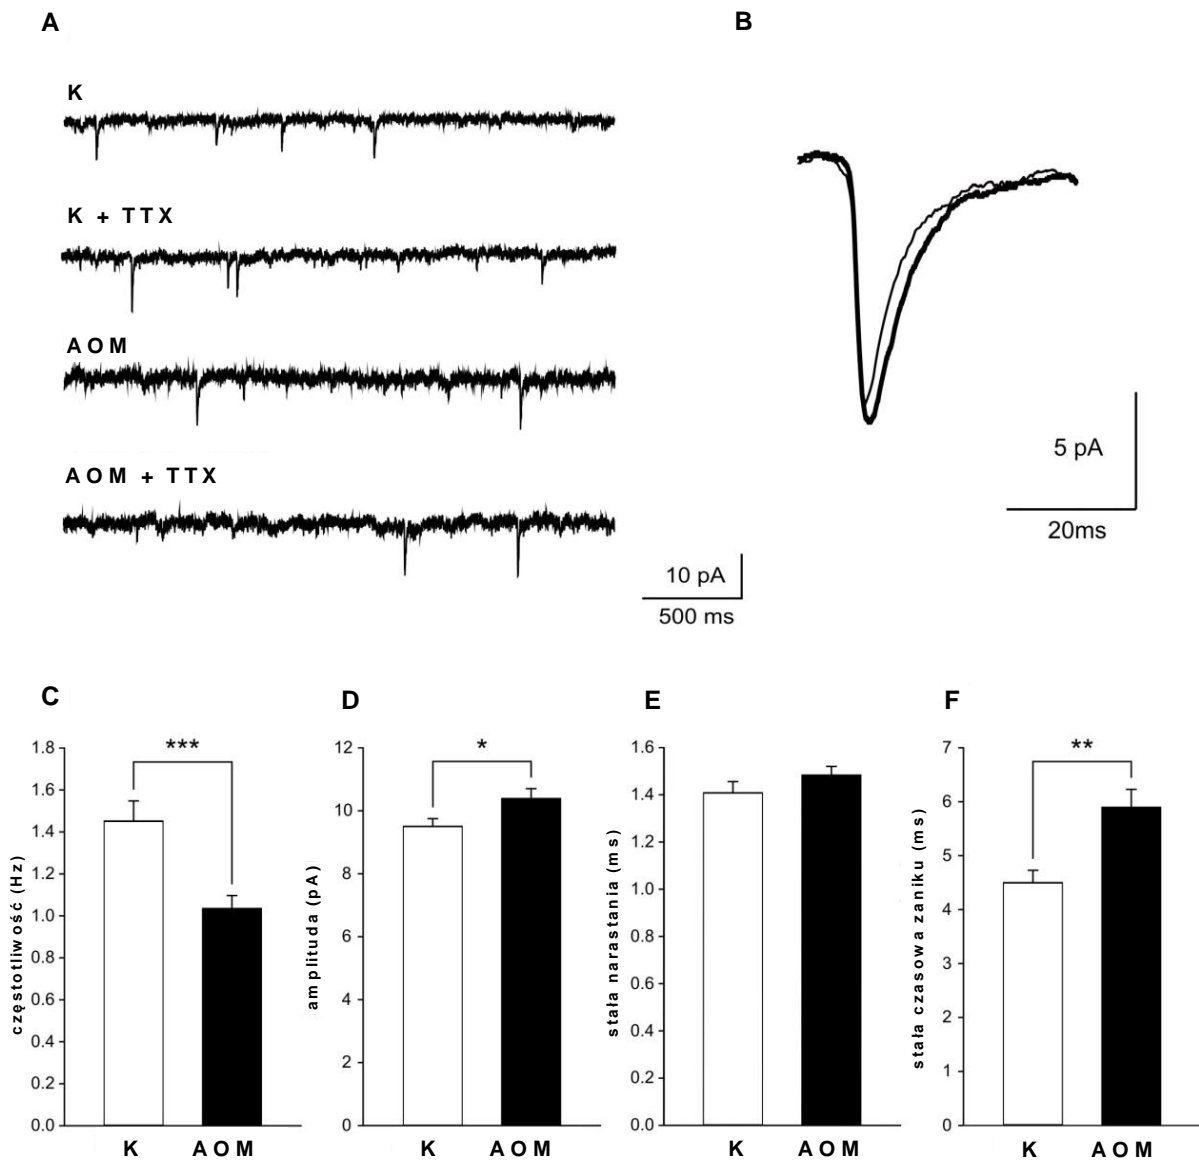 A
B
K
K + TTX
AOM
AOM + TTX
5 pA
20ms
10 pA
500 ms
C
D
E
F
częstotliwość (Hz)
1.8
1.6
1.4
1.2
1.0
0.8
0.6
0.4
0.2
0.0
***
K
AOM
amplituda (pA)
12
10
8
6
4
2
0
*
K
AOM
stała narastania (ms)
1.6
1.4
1.2
1.0
0.8
0.6
0.4
0.2
0.0
K
AOM
stała czasowa zaniku (ms)
7
6
5
4
3
2
1
0
**
K
AOM